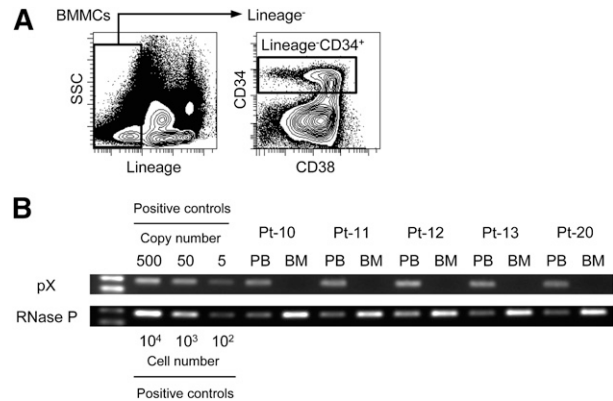 A
BMMCs
Lineage⁻
SSC
Lineage
Lineage⁻CD34⁺
CD34
CD38
B
Positive controls
Copy number
Pt-10 Pt-11 Pt-12 Pt-13 Pt-20
500 50 5 PB BM PB BM PB BM PB BM PB BM
pX
RNase P
10⁴ 10³ 10²
Cell number
Positive controls